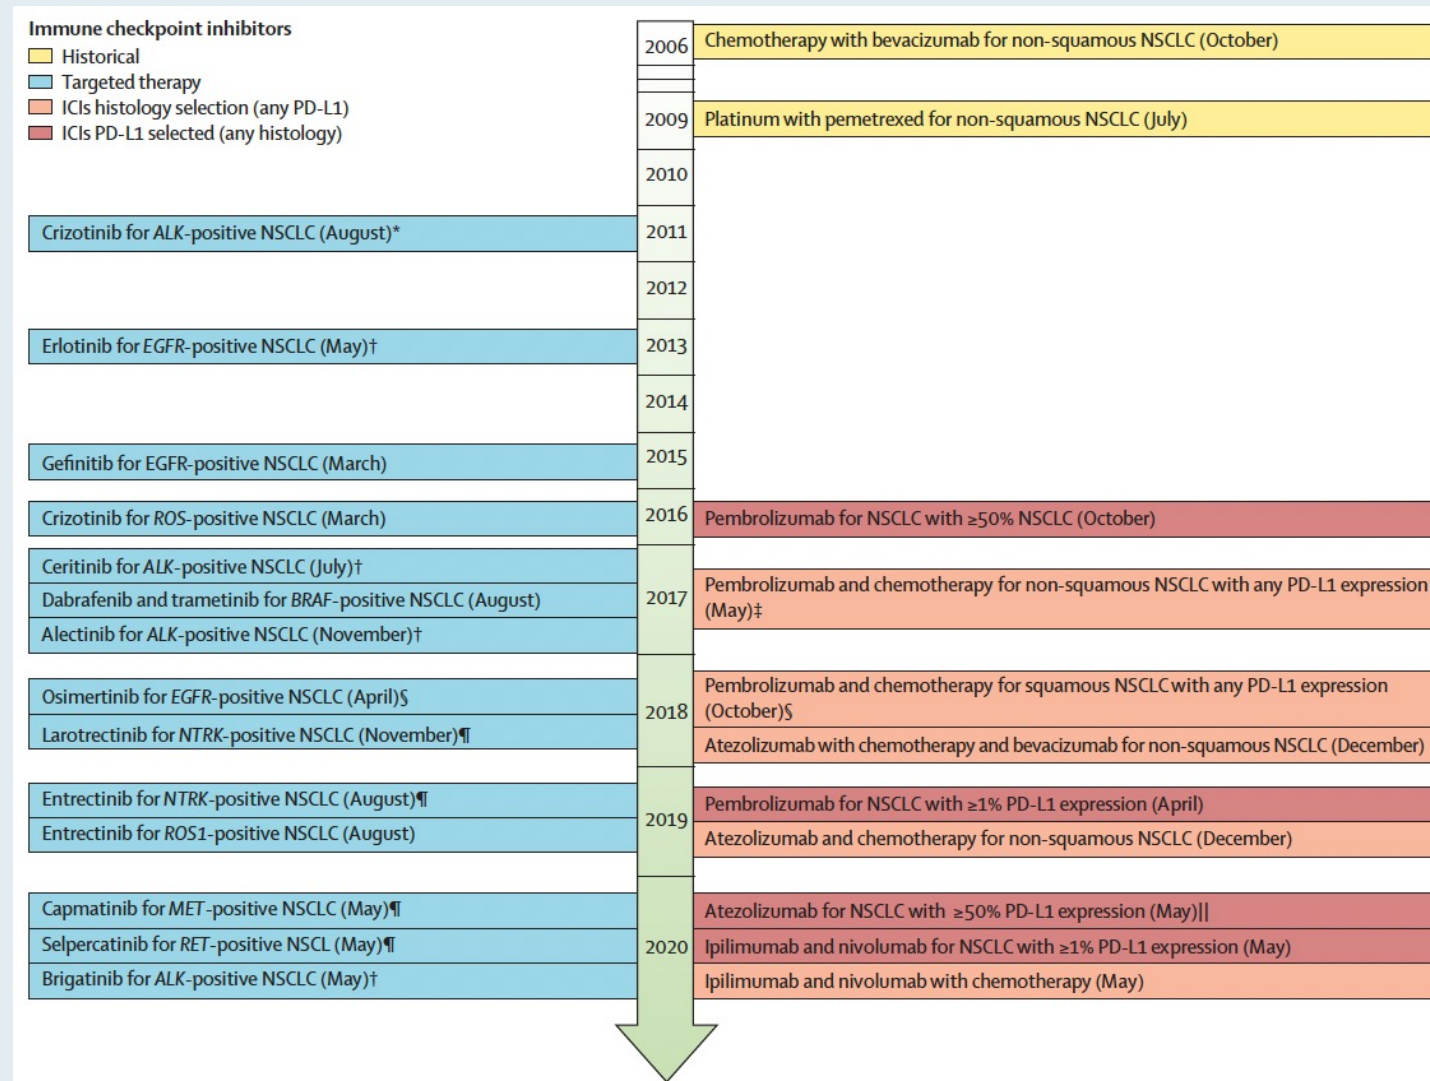 Immune checkpoint inhibitors
Historical
Targeted therapy
ICIs histology selection (any PD-L1)
ICIs PD-L1 selected (any histology)
2006
Chemotherapy with bevacizumab for non-squamous NSCLC (October)
2009
Platinum with pemetrexed for non-squamous NSCLC (July)
2010
Crizotinib for ALK-positive NSCLC (August)*
2011
2012
Erlotinib for EGFR-positive NSCLC (May)†
2013
2014
Gefinitib for EGFR-positive NSCLC (March)
2015
Crizotinib for ROS-positive NSCLC (March)
2016
Pembrolizumab for NSCLC with ≥50% NSCLC (October)
Ceritinib for ALK-positive NSCLC (July)†
Dabrafenib and trametinib for BRAF-positive NSCLC (August)
Alectinib for ALK-positive NSCLC (November)†
2017
Pembrolizumab and chemotherapy for non-squamous NSCLC with any PD-L1 expression
(May)‡
Osimertinib for EGFR-positive NSCLC (April)§
Larotrectinib for NTRK-positive NSCLC (November)¶
2018
Pembrolizumab and chemotherapy for squamous NSCLC with any PD-L1 expression
(October)§
Atezolizumab with chemotherapy and bevacizumab for non-squamous NSCLC (December)
Entrectinib for NTRK-positive NSCLC (August)¶
Entrectinib for ROS1-positive NSCLC (August)
2019
Pembrolizumab for NSCLC with ≥1% PD-L1 expression (April)
Atezolizumab and chemotherapy for non-squamous NSCLC (December)
Capmatinib for MET-positive NSCLC (May)¶
Selpercatinib for RET-positive NSCL (May)¶
Brigatinib for ALK-positive NSCLC (May)†
2020
Atezolizumab for NSCLC with ≥50% PD-L1 expression (May)||
Ipilimumab and nivolumab for NSCLC with ≥1% PD-L1 expression (May)
Ipilimumab and nivolumab with chemotherapy (May)